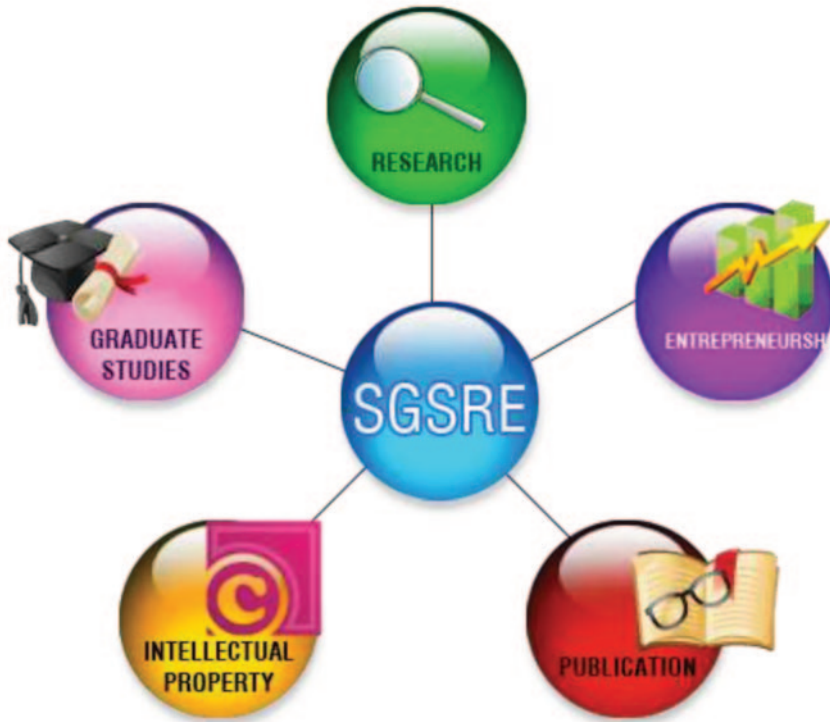 RESEARCH
GRADUATE
STUDIES
ENTREPRENEURSH
SGSRE
INTELLECTUAL
PROPERTY
C
PUBLICATION